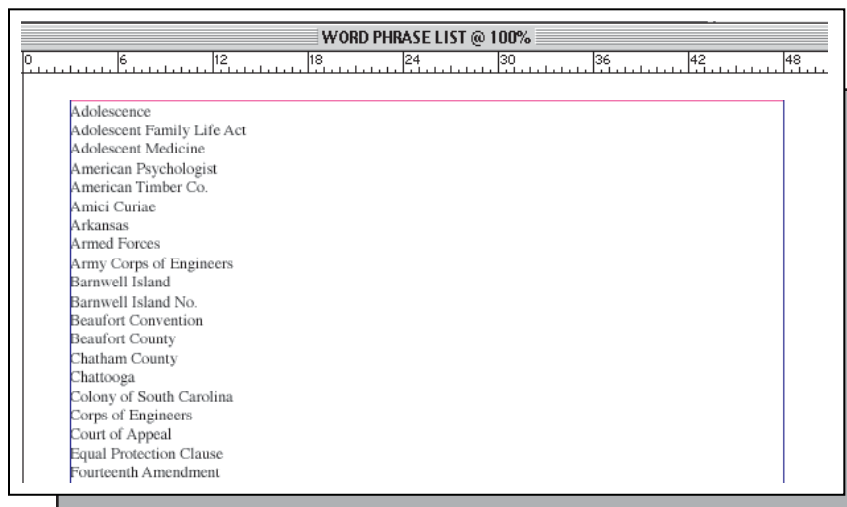 WORD PHRASE LIST @ 100%
0 6 12 18 24 30 36 42 48
Adolescence
Adolescent Family Life Act
Adolescent Medicine
American Psychologist
American Timber Co.
Amici Curiae
Arkansas
Armed Forces
Army Corps of Engineers
Barnwell Island
Barnwell Island No.
Beaufort Convention
Beaufort County
Chatham County
Chattooga
Colony of South Carolina
Corps of Engineers
Court of Appeal
Equal Protection Clause
Fourteenth Amendment